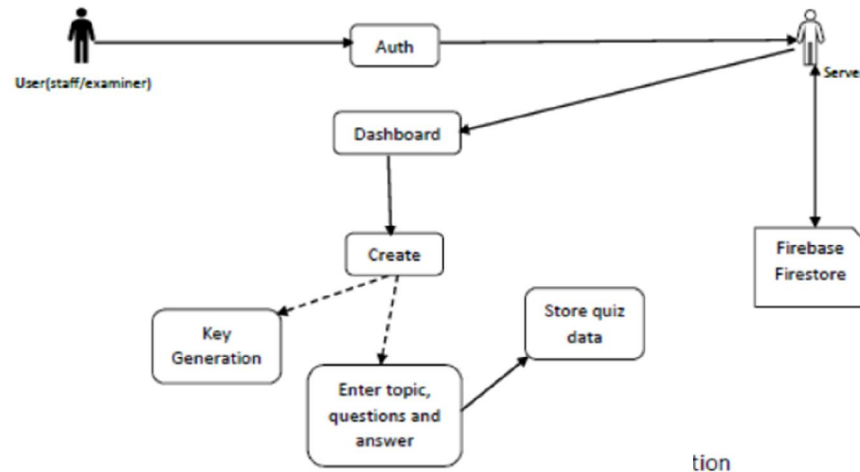 Auth
User(staff/examiner)
Server
Dashboard
Create
Firebase
Firestore
Key
Generation
Store quiz
data
Enter topic,
questions and
answer
tion